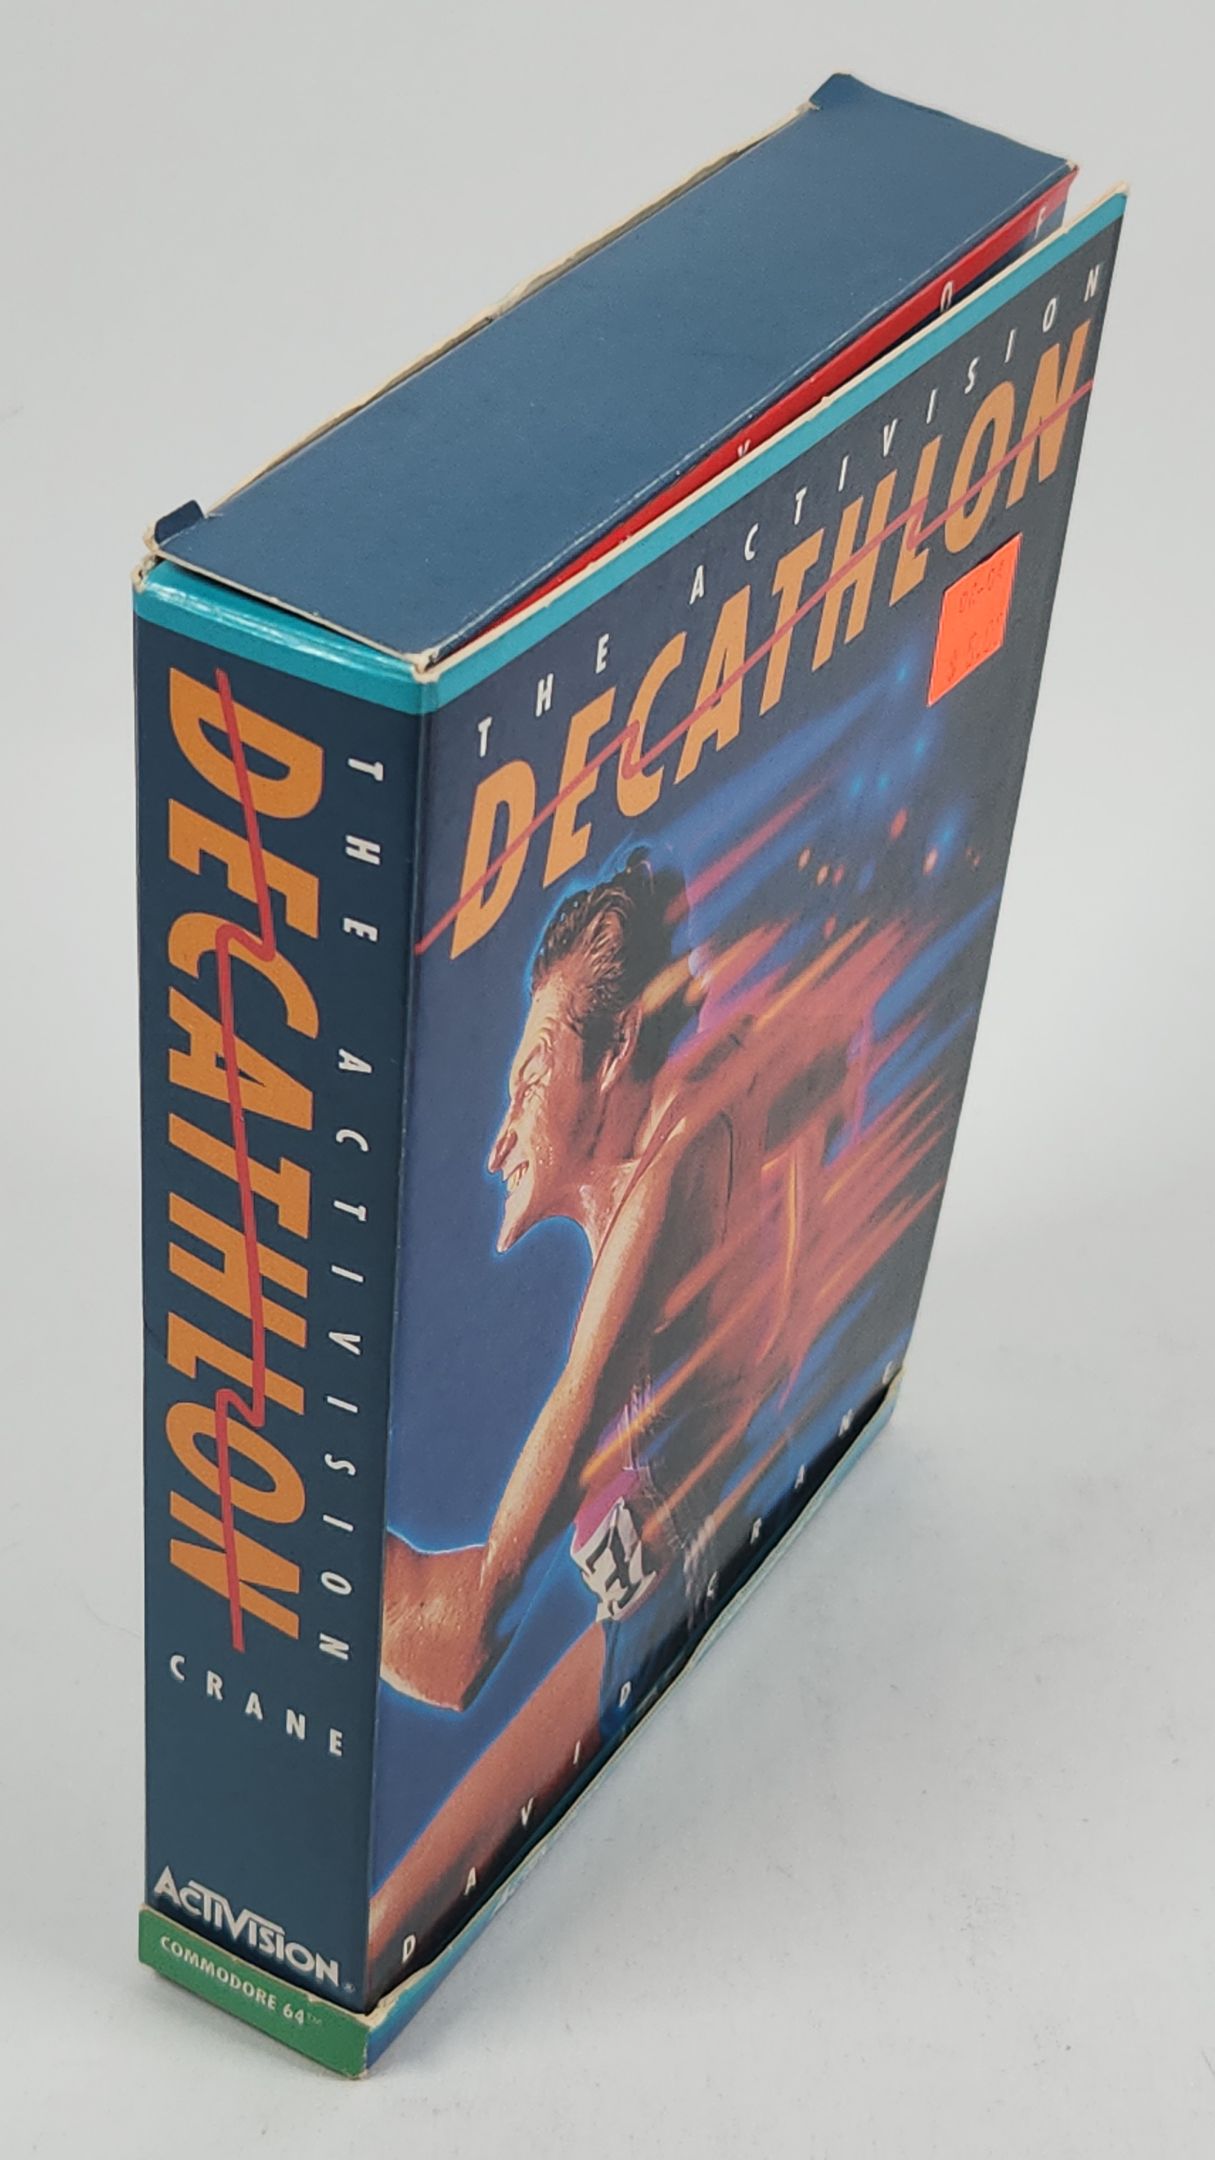 THE ACTIVISION
DECATHLON
CRANE
ACTIVISION®
COMMODORE 64™
THE ACTIVISION
DECATHLON
DAVID CRANE